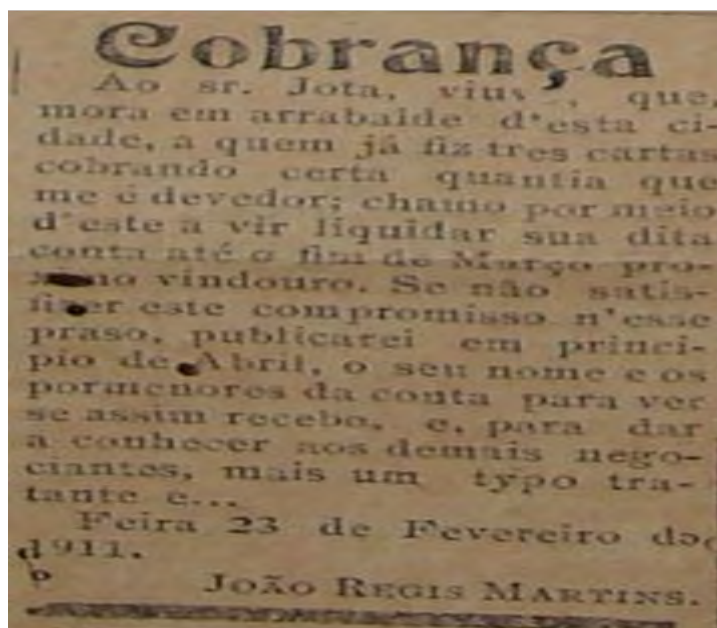 Cobrança
Ao sr. Jota, que,
mora em arrabalde d'esta ci-
dade, a quem já fiz tres cartas
cobrando certa quantia que
me é devedor; chamo por meio
d'este a vir liquidar sua dita
conta até o fim de Março pro-
ximo vindouro. Se não satis-
fizer este compromisso n'esse
praso, publicarei em princi-
pio de Abril, o seu nome e os
pormenores da conta para ver
se assim recebo, e, para dar
a conhecer aos demais nego-
ciantes, mais um typo tra-
tante e...
Feira 23 de Fevereiro de
1911.
JOÃO REGIS MARTINS.